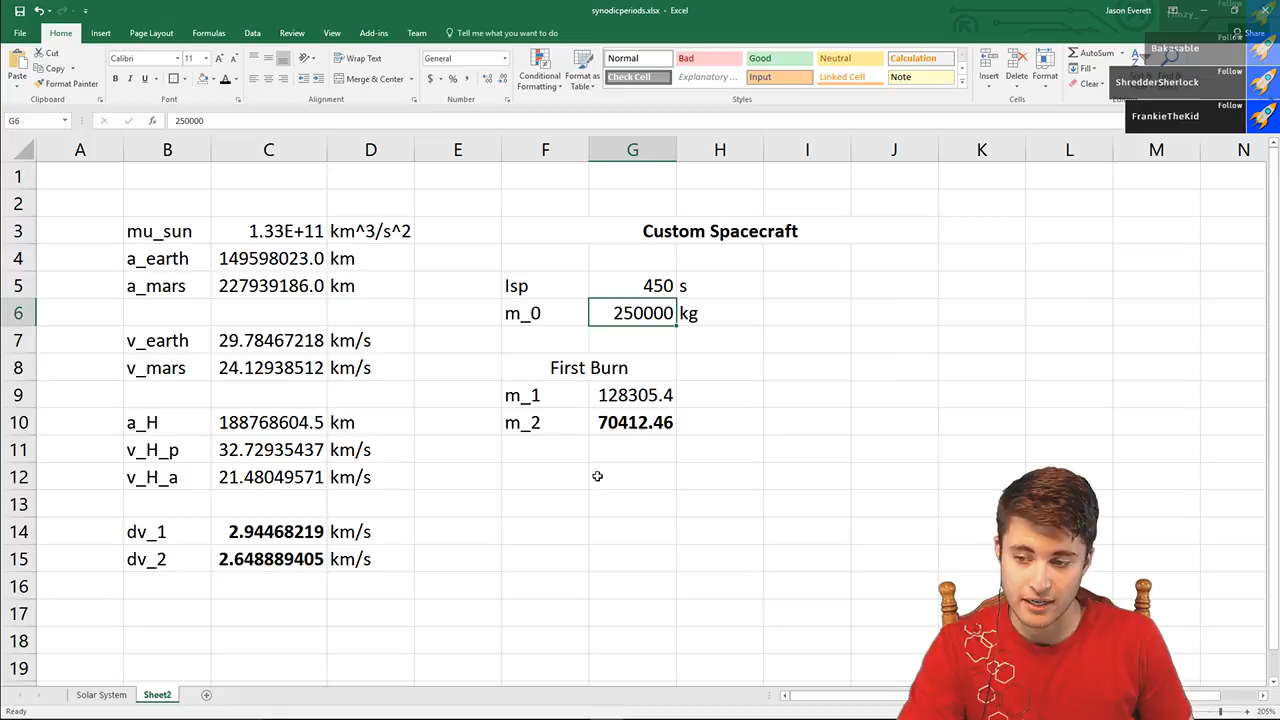 synodicperiods.xlsx - Excel
Jason Everett
Timzy_
Follow
File Home Insert Page Layout Formulas Data Review View Add-ins Team Tell me what you want to do
Share
Follow
Bakasable
Follow
ShredderSherlock
Follow
FrankieTheKid
Paste
Cut
Copy
Format Painter
Clipboard
Calibri 11
B I U
A A
Font
Wrap Text
Merge & Center
Alignment
General
$ % ,
Number
Conditional Formatting
Format as Table
Normal Bad Good Neutral Calculation
Check Cell Explanatory ... Input Linked Cell Note
Styles
Insert Delete Format
Cells
AutoSum
Fill
Clear
G6 fx 250000
A B C D E F G H I J K L M N
1
2
3 mu_sun 1.33E+11 km^3/s^2 Custom Spacecraft
4 a_earth 149598023.0 km
5 a_mars 227939186.0 km Isp 450 s
6 m_0 250000 kg
7 v_earth 29.78467218 km/s
8 v_mars 24.12938512 km/s First Burn
9 m_1 128305.4
10 a_H 188768604.5 km m_2 70412.46
11 v_H_p 32.72935437 km/s
12 v_H_a 21.48049571 km/s
13
14 dv_1 2.94468219 km/s
15 dv_2 2.648889405 km/s
16
17
18
19
Solar System Sheet2
Ready
205%